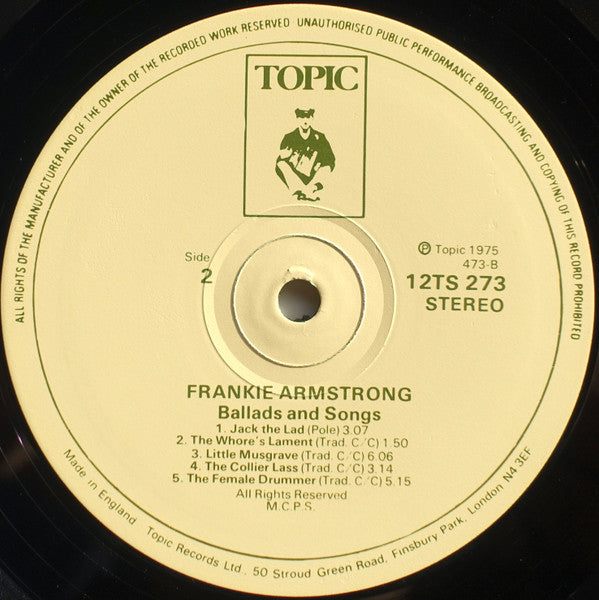 ALL RIGHTS OF THE MANUFACTURER AND OF THE OWNER OF THE RECORDED WORK RESERVED UNAUTHORISED PUBLIC PERFORMANCE BROADCASTING AND COPYING OF THIS RECORD PROHIBITED
TOPIC
Side
2
Ⓟ Topic 1975
473-B
12TS 273
STEREO
FRANKIE ARMSTRONG
Ballads and Songs
1. Jack the Lad (Pole) 3.07
2. The Whore's Lament (Trad. C/C) 1 50
3. Little Musgrave (Trad. C/C) 6.06
4. The Collier Lass (Trad. C/C) 3.14
5. The Female Drummer (Trad. C/C) 5.15
All Rights Reserved
M.C.P.S.
Made in England Topic Records Ltd., 50 Stroud Green Road, Finsbury Park, London N4 3EF